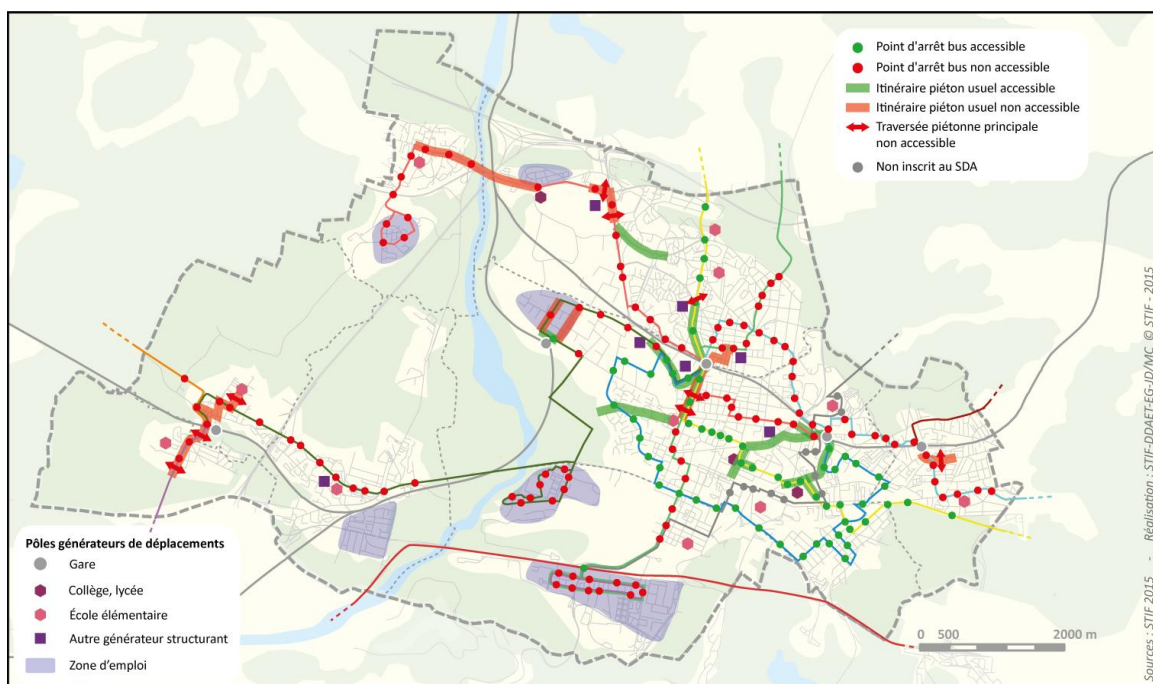 Point d'arrêt bus accessible
Point d'arrêt bus non accessible
Itinéraire piéton usuel accessible
Itinéraire piéton usuel non accessible
Traversée piétonne principale
non accessible
Non inscrit au SDA
Pôles générateurs de déplacements
Gare
Collège, lycée
École élémentaire
Autre générateur structurant
Zone d'emploi
0 500 2000 m
Sources : STIF 2015 - Réalisation : STIF-DDAET-EG-JD/MC © STIF - 2015